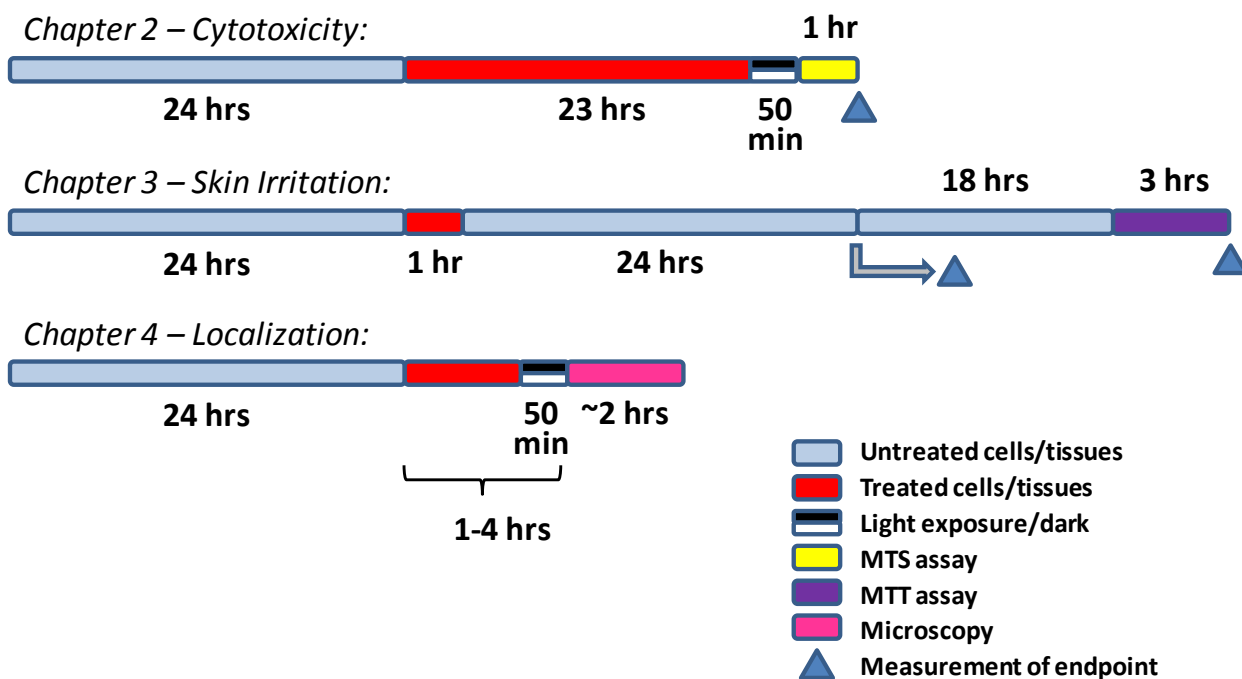 Chapter 2 – Cytotoxicity:
1 hr
24 hrs
23 hrs
50
min
Chapter 3 – Skin Irritation:
18 hrs
3 hrs
24 hrs
1 hr
24 hrs
Chapter 4 – Localization:
24 hrs
50
min
~2 hrs
1-4 hrs
Untreated cells/tissues
Treated cells/tissues
Light exposure/dark
MTS assay
MTT assay
Microscopy
Measurement of endpoint